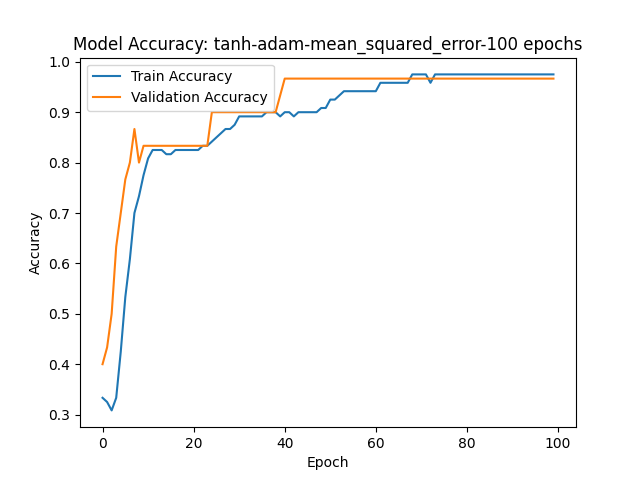 Model Accuracy: tanh-adam-mean_squared_error-100 epochs
Train Accuracy
Validation Accuracy
1.0
0.9
0.8
0.7
0.6
0.5
0.4
0.3
Accuracy
0
20
40
60
80
100
Epoch